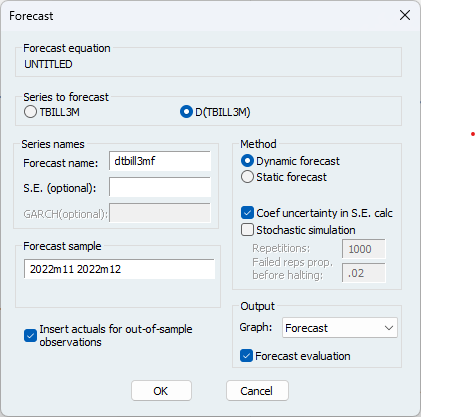 Forecast
Forecast equation
UNTITLED
Series to forecast
TBILL3M
D(TBILL3M)
Series names
Forecast name: dtbill3mf
S.E. (optional):
GARCH(optional):
Forecast sample
2022m11 2022m12
Insert actuals for out-of-sample
observations
Method
Dynamic forecast
Static forecast
Coef uncertainty in S.E. calc
Stochastic simulation
Repetitions: 1000
Failed reps prop.
before halting: .02
Output
Graph: Forecast
Forecast evaluation
OK
Cancel